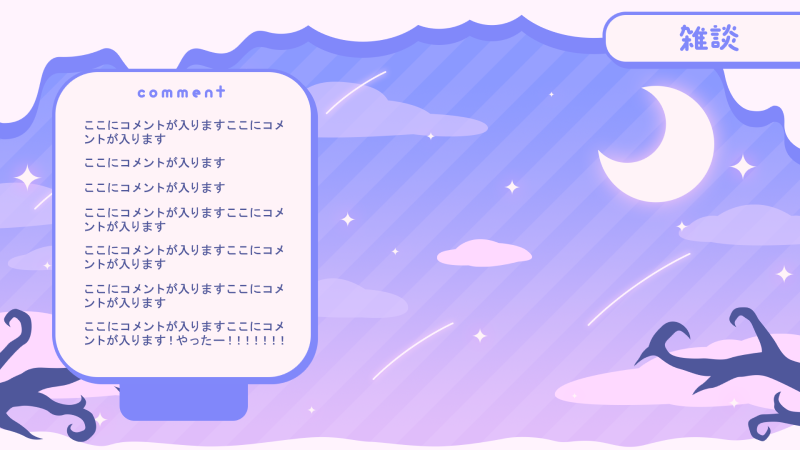 雑談
comment
ここにコメントが入りますここにコメ
ントが入ります
ここにコメントが入ります
ここにコメントが入ります
ここにコメントが入りますここにコメ
ントが入ります
ここにコメントが入りますここにコメ
ントが入ります
ここにコメントが入りますここにコメ
ントが入ります
ここにコメントが入りますここにコメ
ントが入ります!やったー!!!!!!!